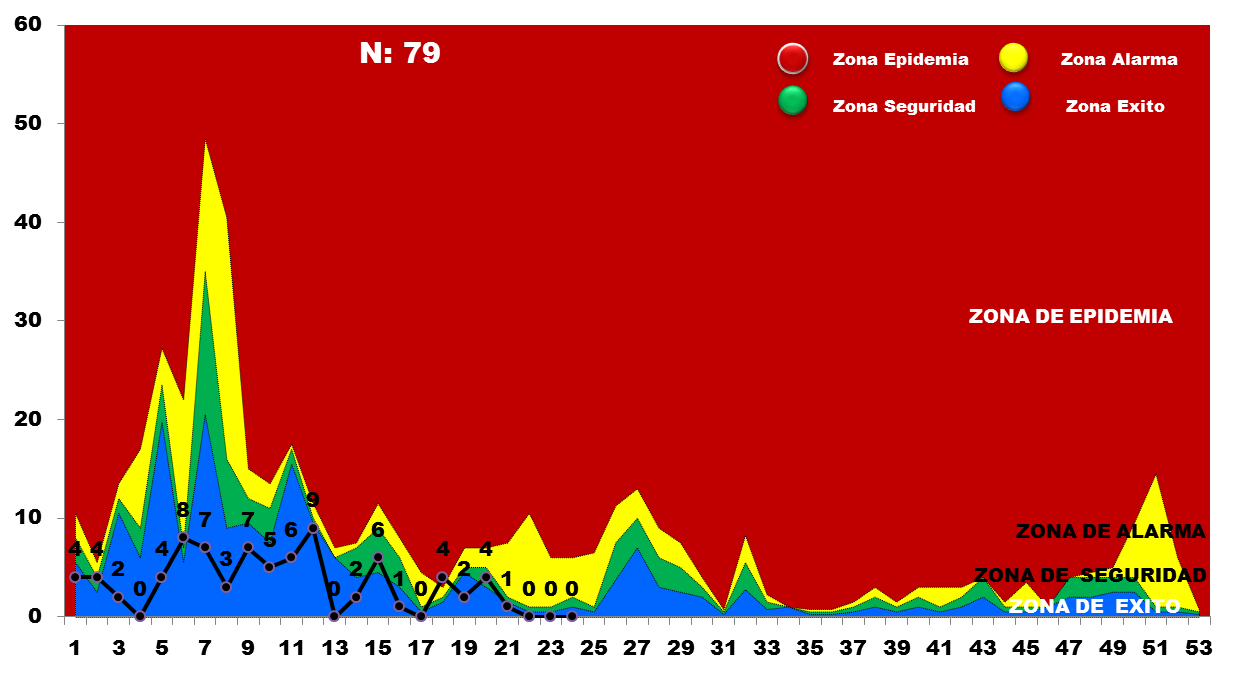 60
N: 79
Zona Epidemia
Zona Alarma
Zona Seguridad
Zona Exito
50
40
30
ZONA DE EPIDEMIA
20
10
ZONA DE ALARMA
ZONA DE SEGURIDAD
ZONA DE EXITO
0
4 4 2 0 4 8 7 3 7 5 6 9 0 2 6 1 0 4 2 4 1 0 0 0
1 3 5 7 9 11 13 15 17 19 21 23 25 27 29 31 33 35 37 39 41 43 45 47 49 51 53